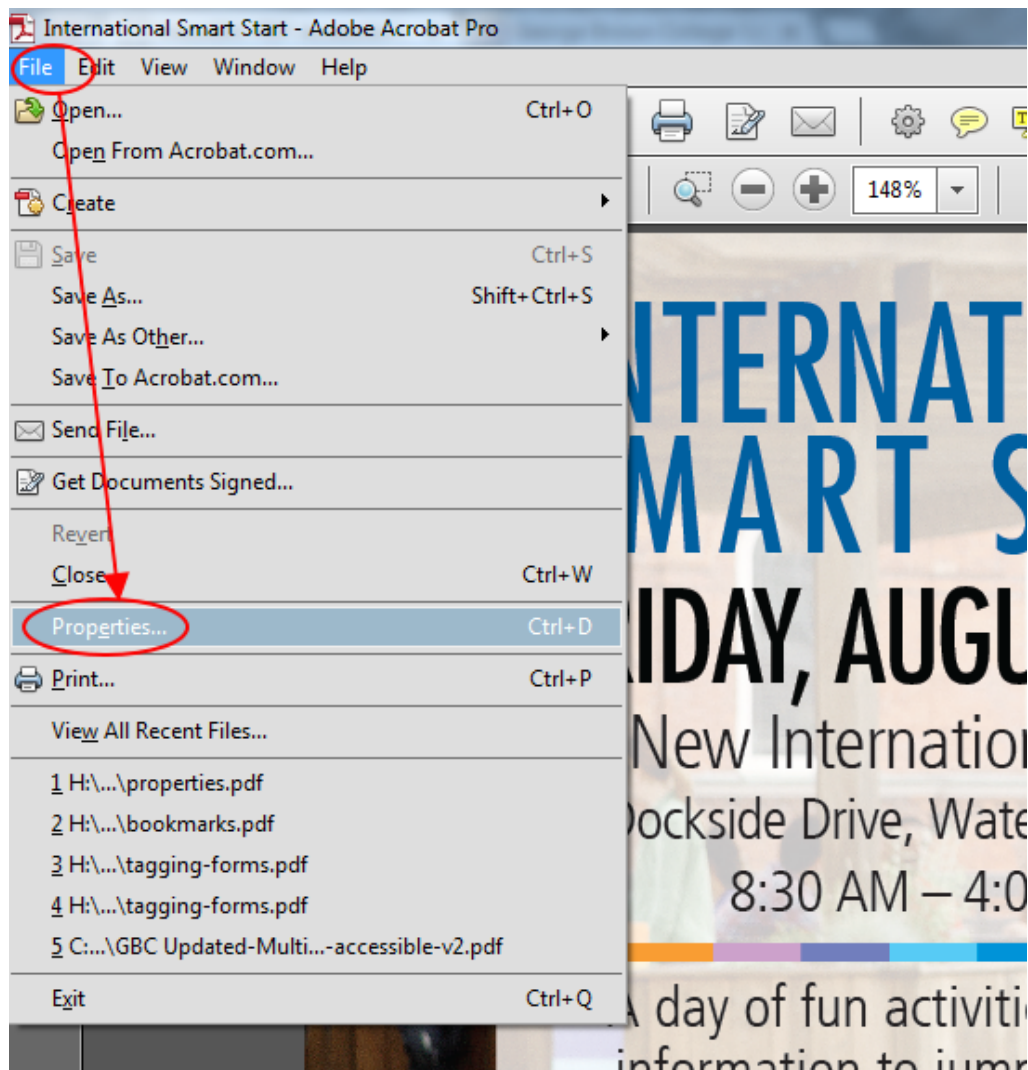 International Smart Start - Adobe Acrobat Pro
File Edit View Window Help
Open... Ctrl+O
Open From Acrobat.com...
Create
Save Ctrl+S
Save As... Shift+Ctrl+S
Save As Other...
Save To Acrobat.com...
Send File...
Get Documents Signed...
Revert
Close Ctrl+W
Properties... Ctrl+D
Print... Ctrl+P
View All Recent Files...
1 H:\...\properties.pdf
2 H:\...\bookmarks.pdf
3 H:\...\tagging-forms.pdf
4 H:\...\tagging-forms.pdf
5 C:...\GBC Updated-Multi...-accessible-v2.pdf
Exit Ctrl+Q
148%
NTERNAT
MART S
RIDAY, AUGU
New Internatio
Dockside Drive, Wate
8:30 AM – 4:0
A day of fun activiti
information to jump